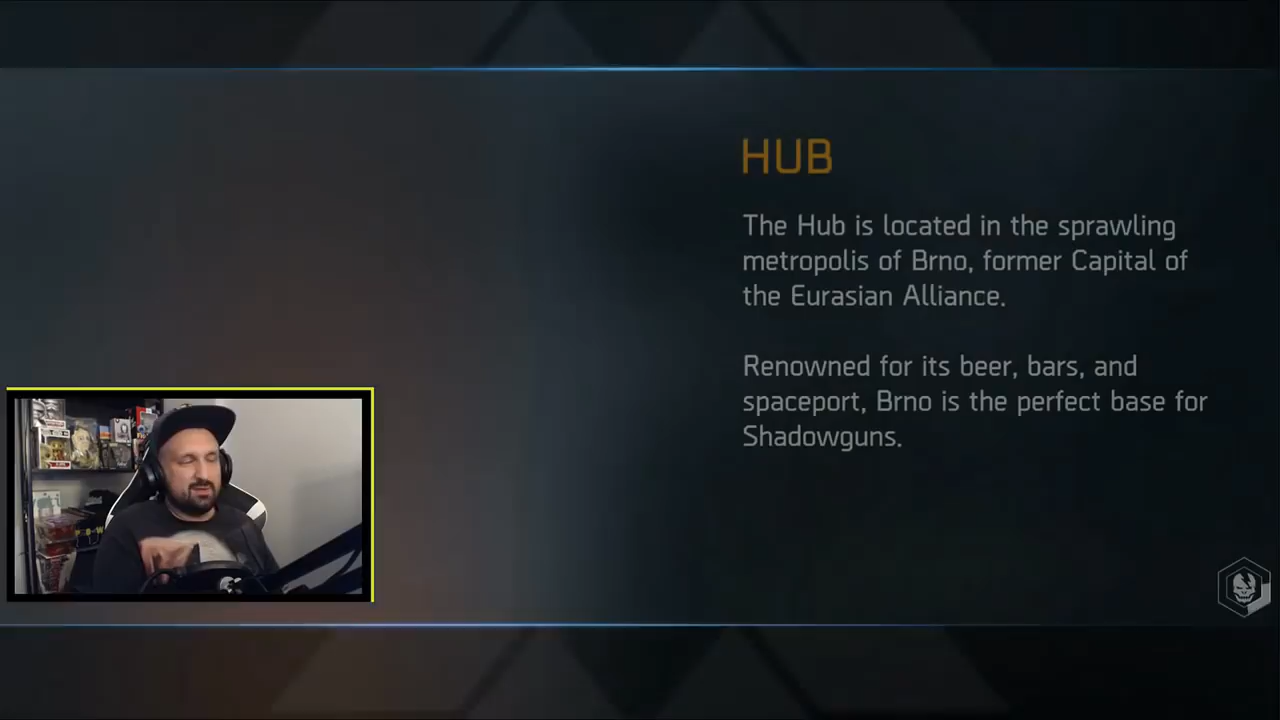 HUB
The Hub is located in the sprawling
metropolis of Brno, former Capital of
the Eurasian Alliance.
Renowned for its beer, bars, and
spaceport, Brno is the perfect base for
Shadowguns.